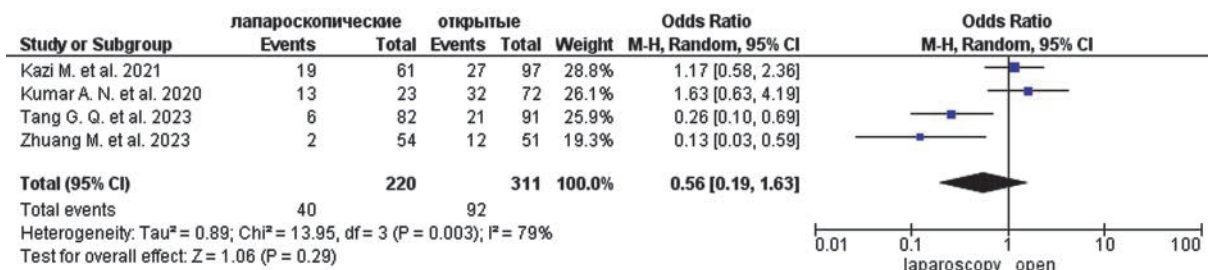 лапароскопические открытые Odds Ratio Odds Ratio
Study or Subgroup Events Total Events Total Weight M-H, Random, 95% CI M-H, Random, 95% CI
Kazi M. et al. 2021 19 61 27 97 28.8% 1.17 [0.58, 2.36]
Kumar A. N. et al. 2020 13 23 32 72 26.1% 1.63 [0.63, 4.19]
Tang G. Q. et al. 2023 6 82 21 91 25.9% 0.26 [0.10, 0.69]
Zhuang M. et al. 2023 2 54 12 51 19.3% 0.13 [0.03, 0.59]
Total (95% CI) 220 311 100.0% 0.56 [0.19, 1.63]
Total events 40 92
Heterogeneity: Tau² = 0.89; Chi² = 13.95, df = 3 (P = 0.003); I² = 79%
Test for overall effect: Z = 1.06 (P = 0.29)
0.01 0.1 1 10 100
laparoscopy open